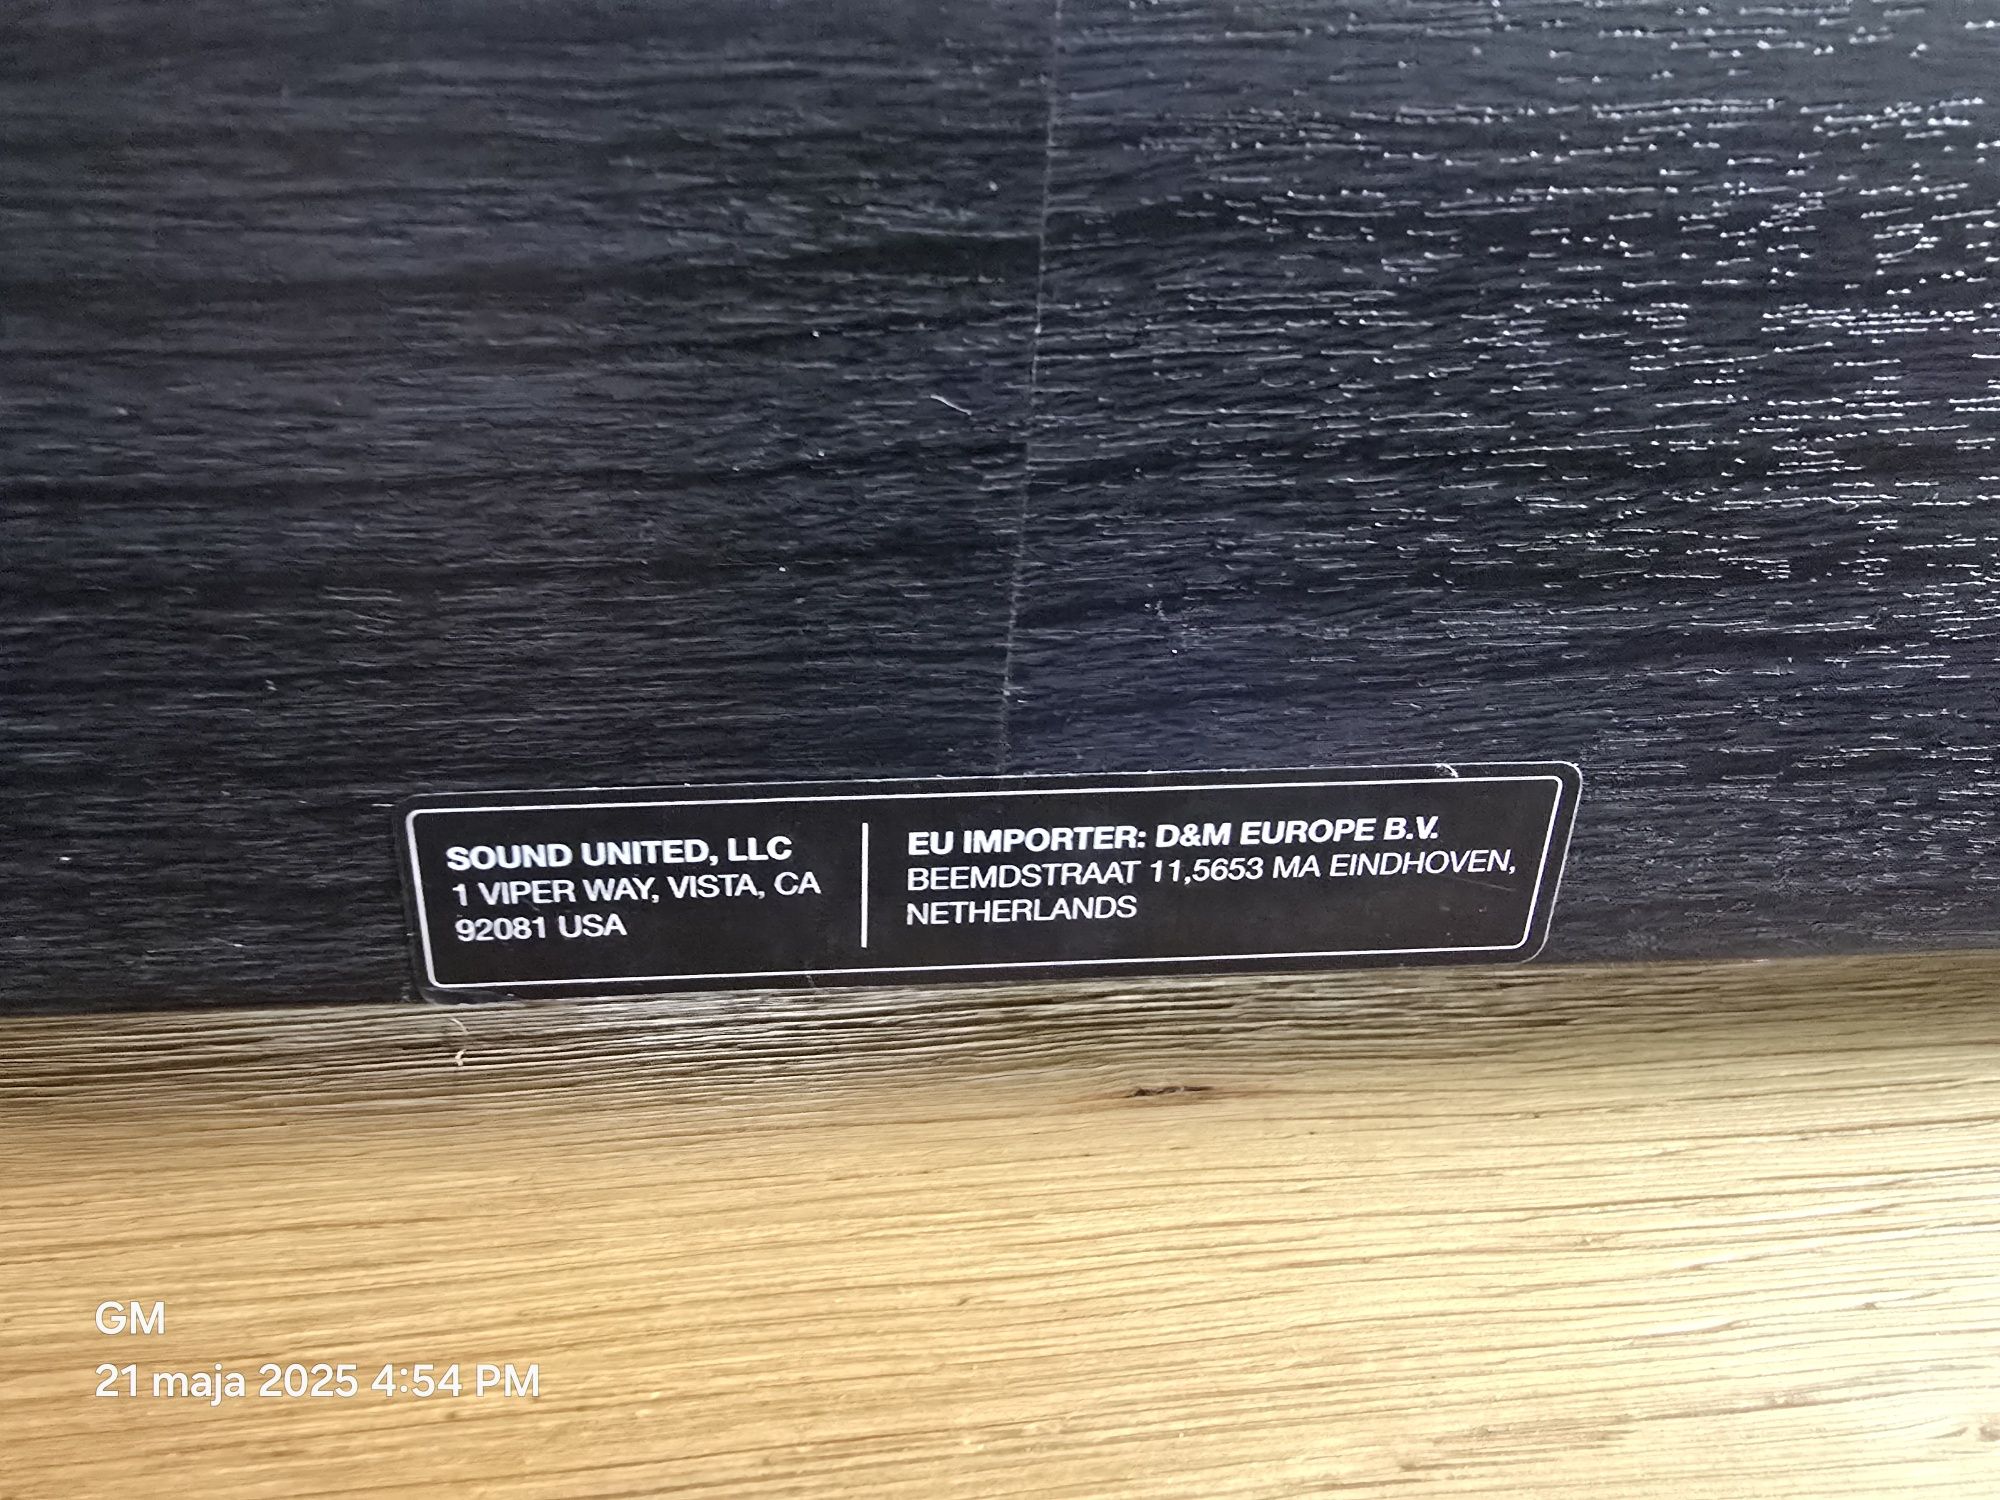 SOUND UNITED, LLC
1 VIPER WAY, VISTA, CA
92081 USA
EU IMPORTER: D&M EUROPE B.V.
BEEMDSTRAAT 11,5653 MA EINDHOVEN,
NETHERLANDS
GM
21 maja 2025 4:54 PM